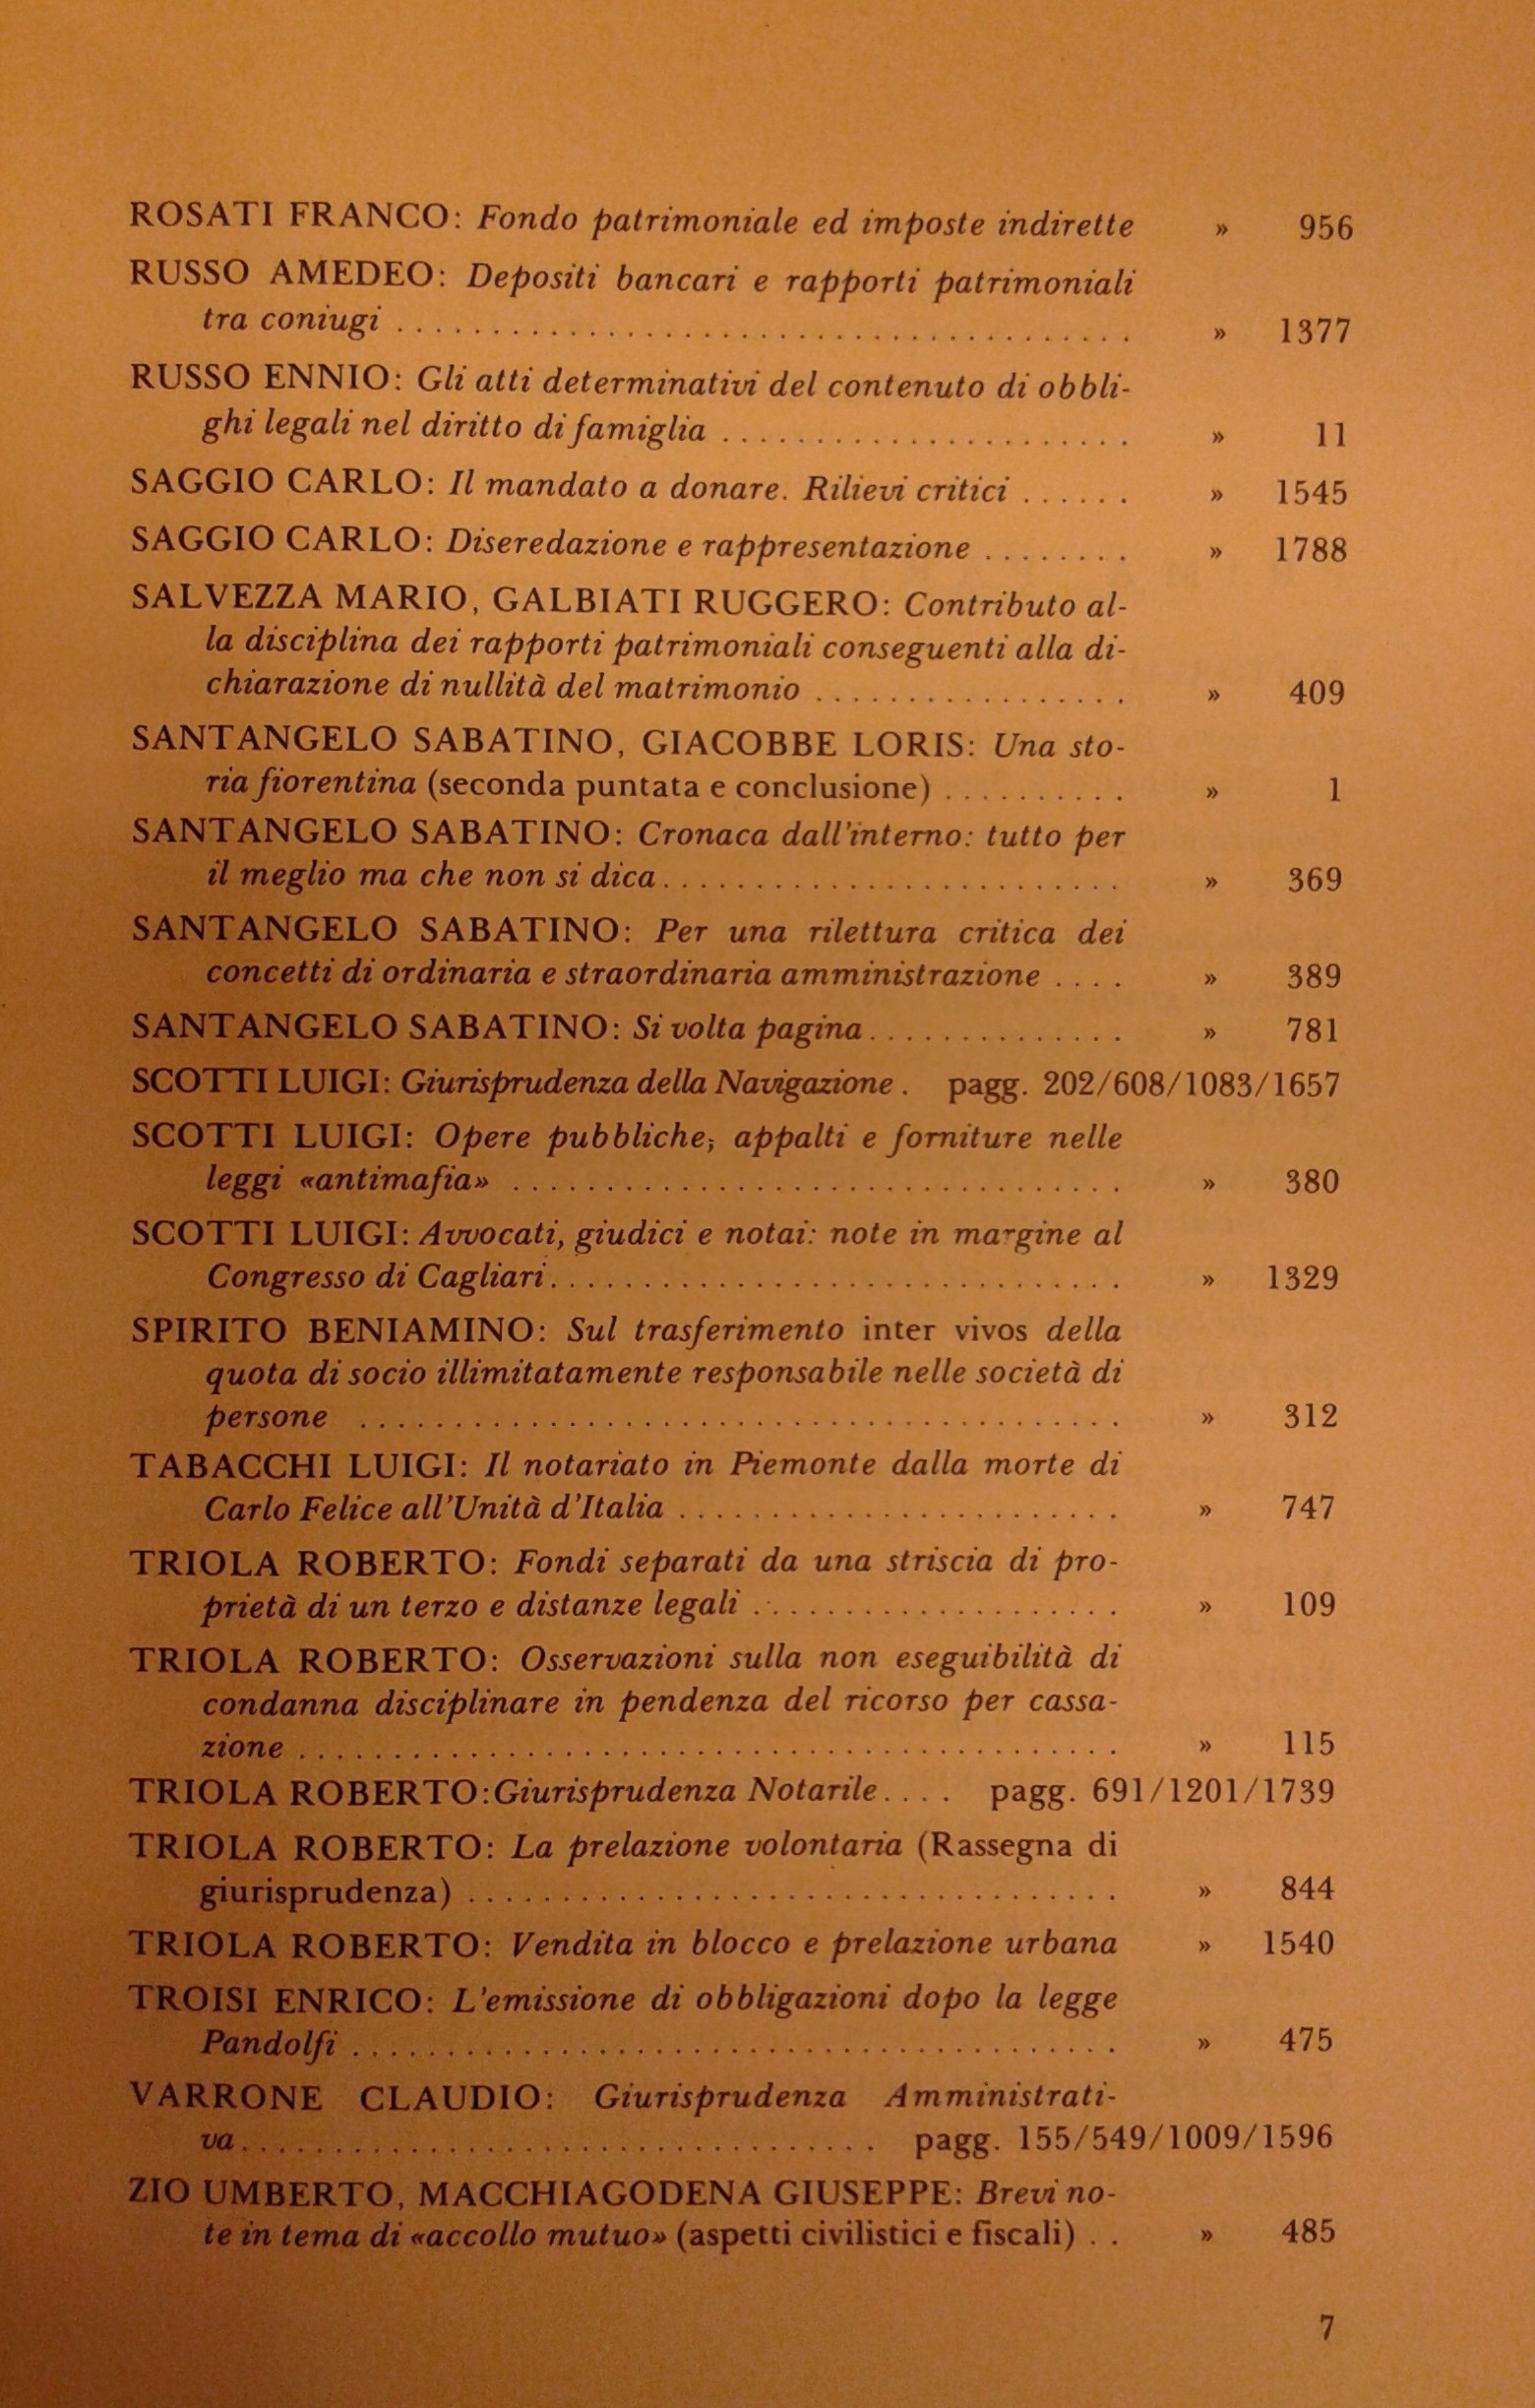 ROSATI FRANCO: Fondo patrimoniale ed imposte indirette » 956
RUSSO AMEDEO: Depositi bancari e rapporti patrimoniali
tra coniugi ........................................ » 1377
RUSSO ENNIO: Gli atti determinativi del contenuto di obbli-
ghi legali nel diritto di famiglia ...................... » 11
SAGGIO CARLO: Il mandato a donare. Rilievi critici ...... » 1545
SAGGIO CARLO: Diseredazione e rappresentazione ........ » 1788
SALVEZZA MARIO, GALBIATI RUGGERO: Contributo al-
la disciplina dei rapporti patrimoniali conseguenti alla di-
chiarazione di nullità del matrimonio ................. » 409
SANTANGELO SABATINO, GIACOBBE LORIS: Una sto-
ria fiorentina (seconda puntata e conclusione) .......... » 1
SANTANGELO SABATINO: Cronaca dall'interno: tutto per
il meglio ma che non si dica......................... » 369
SANTANGELO SABATINO: Per una rilettura critica dei
concetti di ordinaria e straordinaria amministrazione .... » 389
SANTANGELO SABATINO: Si volta pagina.............. » 781
SCOTTI LUIGI: Giurisprudenza della Navigazione . pagg. 202/608/1083/1657
SCOTTI LUIGI: Opere pubbliche, appalti e forniture nelle
leggi «antimafia» ................................. » 380
SCOTTI LUIGI: Avvocati, giudici e notai: note in margine al
Congresso di Cagliari............................... » 1329
SPIRITO BENIAMINO: Sul trasferimento inter vivos della
quota di socio illimitatamente responsabile nelle società di
persone ......................................... » 312
TABACCHI LUIGI: Il notariato in Piemonte dalla morte di
Carlo Felice all'Unità d'Italia ........................ » 747
TRIOLA ROBERTO: Fondi separati da una striscia di pro-
prietà di un terzo e distanze legali .................... » 109
TRIOLA ROBERTO: Osservazioni sulla non eseguibilità di
condanna disciplinare in pendenza del ricorso per cassa-
zione ............................................ » 115
TRIOLA ROBERTO:Giurisprudenza Notarile.... pagg. 691/1201/1739
TRIOLA ROBERTO: La prelazione volontaria (Rassegna di
giurisprudenza) ................................... » 844
TRIOLA ROBERTO: Vendita in blocco e prelazione urbana » 1540
TROISI ENRICO: L'emissione di obbligazioni dopo la legge
Pandolfi ......................................... » 475
VARRONE CLAUDIO: Giurisprudenza Amministrati-
va.................................. pagg. 155/549/1009/1596
ZIO UMBERTO, MACCHIAGODENA GIUSEPPE: Brevi no-
te in tema di «accollo mutuo» (aspetti civilistici e fiscali) . . » 485
7